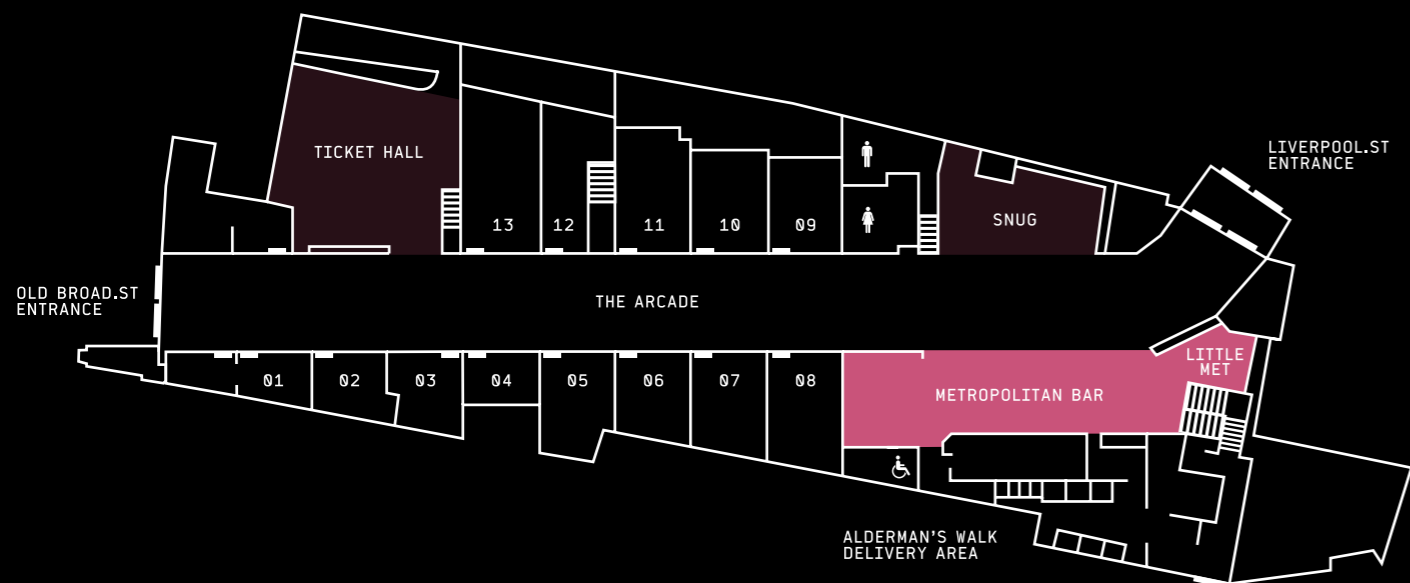 LIVERPOOL.ST
ENTRANCE
TICKET HALL
SNUG
13
12
11
10
09
OLD BROAD.ST
ENTRANCE
THE ARCADE
LITTLE
MET
01
02
03
04
05
06
07
08
METROPOLITAN BAR
ALDERMAN'S WALK
DELIVERY AREA